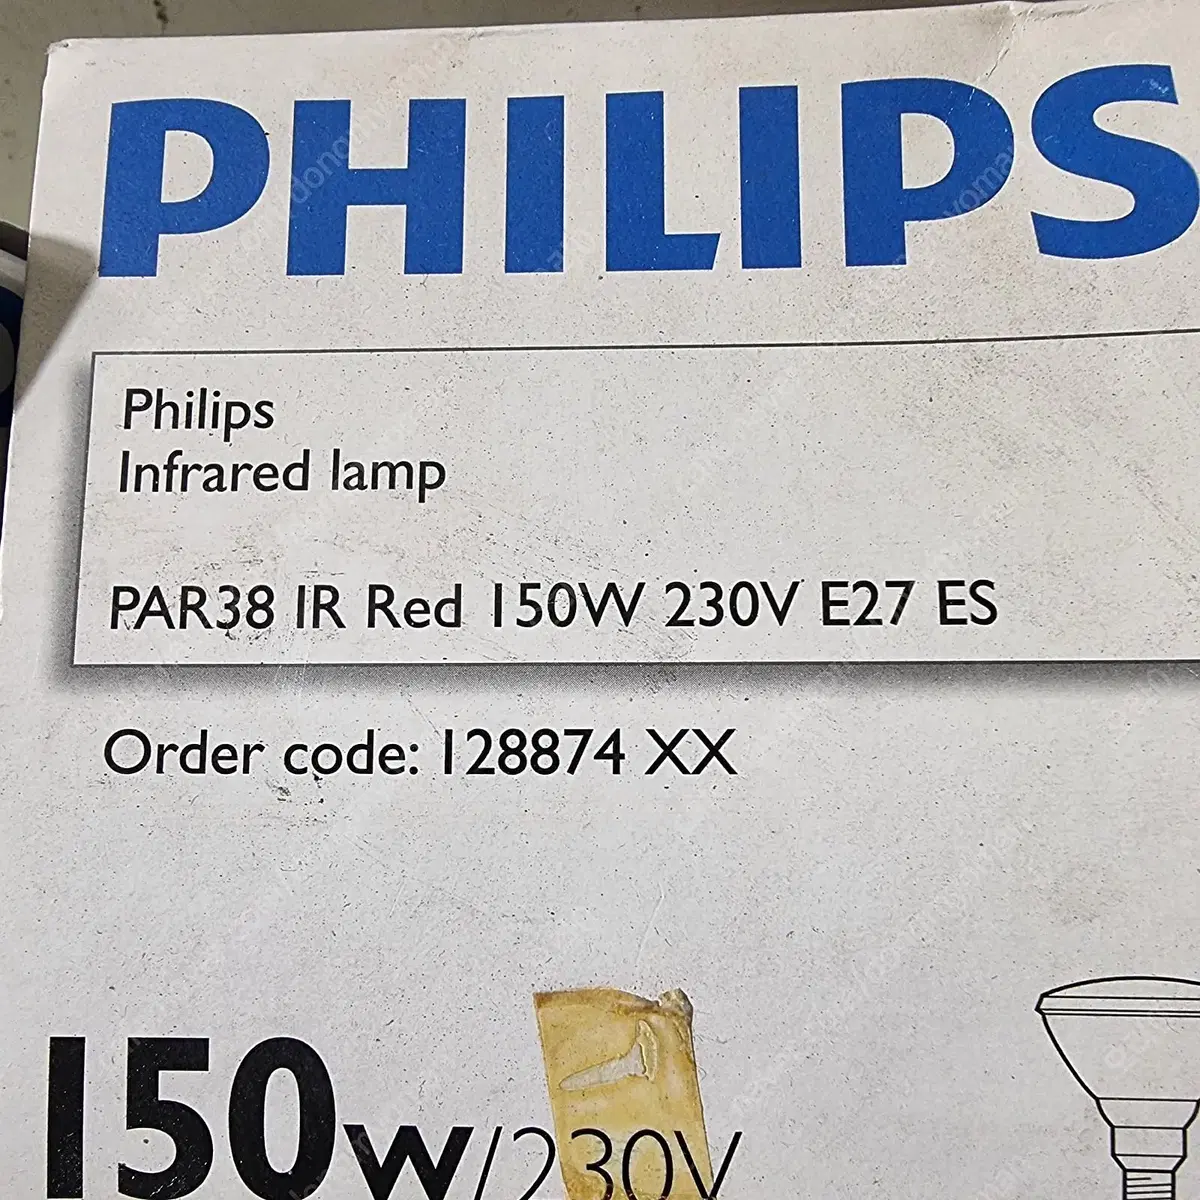 PHILIPS
Philips
Infrared lamp
PAR38 IR Red 150W 230V E27 ES
Order code: 128874 XX
150w/230V